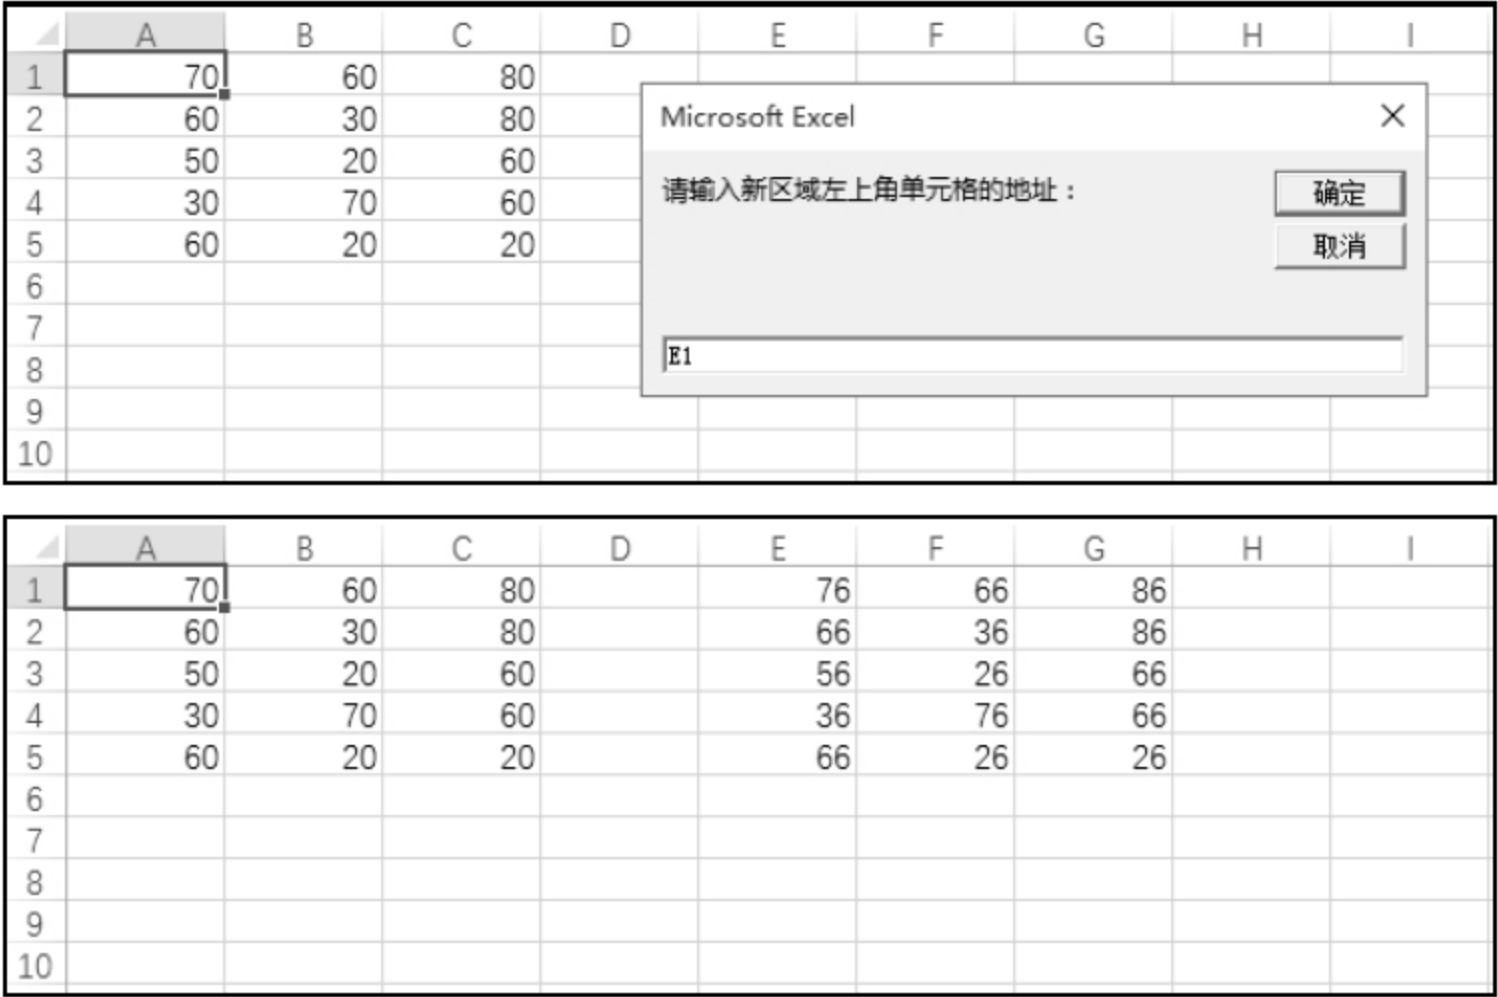 A B C D E F G H I
1 70 60 80
2 60 30 80
3 50 20 60
4 30 70 60
5 60 20 20
6
7
8
9
10
Microsoft Excel
请输入新区域左上角单元格的地址：
确定
取消
E1
A B C D E F G H I
1 70 60 80 76 66 86
2 60 30 80 66 36 86
3 50 20 60 56 26 66
4 30 70 60 36 76 66
5 60 20 20 66 26 26
6
7
8
9
10